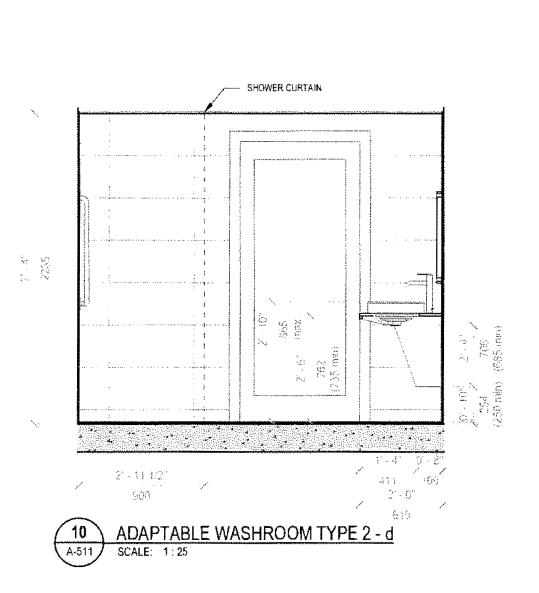 SHOWER CURTAIN
7'- 4"
2235
2'- 10"
865
max
2'- 6"
762
(735 min)
2'- 4"
706
(685 min)
0'- 10"
254
(250 min)
2'- 11 1/2"
900
1'- 4"
0'- 8"
411
2'- 0"
610
10
A-511
ADAPTABLE WASHROOM TYPE 2 - d
SCALE: 1 : 25